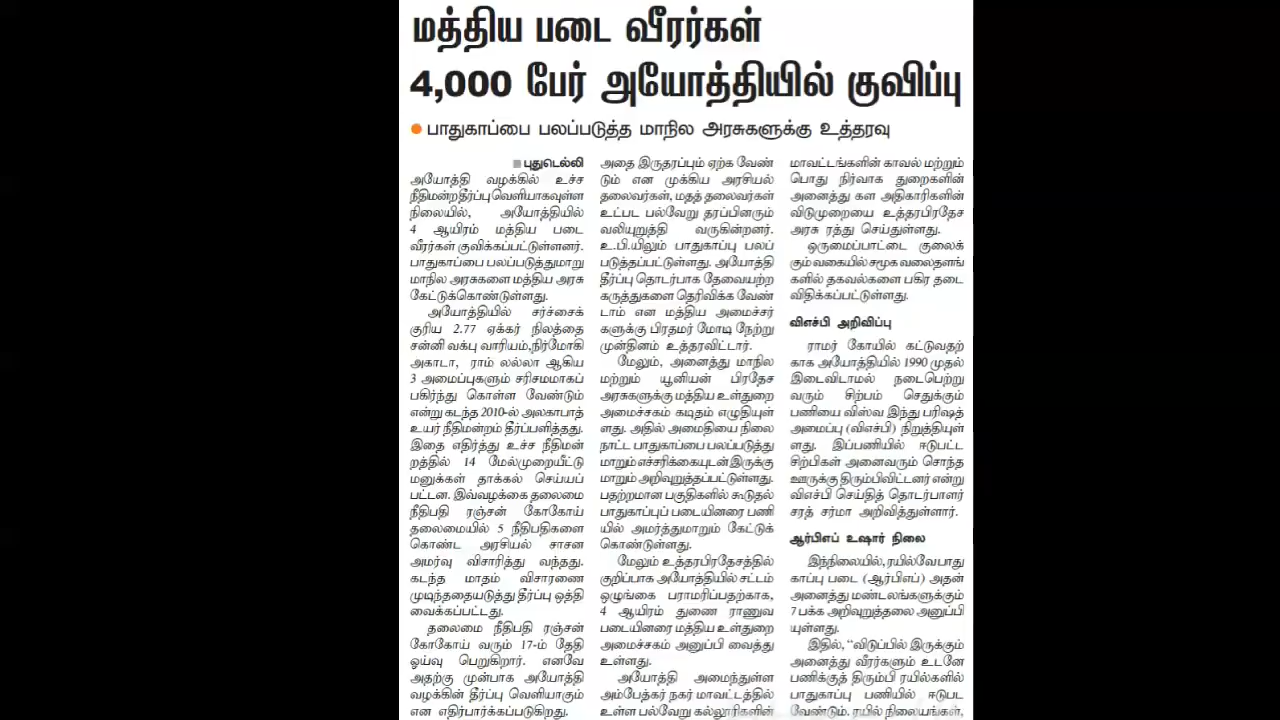 மத்திய படை வீரர்கள்
4,000 பேர் அயோத்தியில் குவிப்பு
பாதுகாப்பை பலப்படுத்த மாநில அரசுகளுக்கு உத்தரவு
புதுடெல்லி
அயோத்தி வழக்கில் உச்ச
நீதிமன்றதீர்ப்பு வெளியாகவுள்ள
நிலையில், அயோத்தியில்
4 ஆயிரம் மத்திய படை
வீரர்கள் குவிக்கப்பட்டுள்ளனர்.
பாதுகாப்பை பலப்படுத்துமாறு
மாநில அரசுகளை மத்திய அரசு
கேட்டுக்கொண்டுள்ளது.
அயோத்தியில் சர்ச்சைக்
குரிய 2.77 ஏக்கர் நிலத்தை
சன்னி வக்பு வாரியம்,நிர்மோகி
அகாடா, ராம் லல்லா ஆகிய
3 அமைப்புகளும் சரிசமமாகப்
பகிர்ந்து கொள்ள வேண்டும்
என்று கடந்த 2010-ல் அலகாபாத்
உயர் நீதிமன்றம் தீர்ப்பளித்தது.
இதை எதிர்த்து உச்ச நீதிமன்
றத்தில் 14 மேல்முறையீட்டு
மனுக்கள் தாக்கல் செய்யப்
பட்டன. இவ்வழக்கை தலைமை
நீதிபதி ரஞ்சன் கோகோய்
தலைமையில் 5 நீதிபதிகளை
கொண்ட அரசியல் சாசன
அமர்வு விசாரித்து வந்தது.
கடந்த மாதம் விசாரணை
முடிந்ததையடுத்து தீர்ப்பு ஒத்தி
வைக்கப்பட்டது.
தலைமை நீதிபதி ரஞ்சன்
கோகோய் வரும் 17-ம் தேதி
ஓய்வு பெறுகிறார். எனவே
அதற்கு முன்பாக அயோத்தி
வழக்கின் தீர்ப்பு வெளியாகும்
என எதிர்பார்க்கப்படுகிறது.
அதை இருதரப்பும் ஏற்க வேண்
டும் என முக்கிய அரசியல்
தலைவர்கள், மதத் தலைவர்கள்
உட்பட பல்வேறு தரப்பினரும்
வலியுறுத்தி வருகின்றனர்.
உ.பி.யிலும் பாதுகாப்பு பலப்
படுத்தப்பட்டுள்ளது. அயோத்தி
தீர்ப்பு தொடர்பாக தேவையற்ற
கருத்துகளை தெரிவிக்க வேண்
டாம் என மத்திய அமைச்சர்
களுக்கு பிரதமர் மோடி நேற்று
முன்தினம் உத்தரவிட்டார்.
மேலும், அனைத்து மாநில
மற்றும் யூனியன் பிரதேச
அரசுகளுக்கு மத்திய உள்துறை
அமைச்சகம் கடிதம் எழுதியுள்
ளது. அதில் அமைதியை நிலை
நாட்ட பாதுகாப்பை பலப்படுத்து
மாறும் எச்சரிக்கையுடன் இருக்கு
மாறும் அறிவுறுத்தப்பட்டுள்ளது.
பதற்றமான பகுதிகளில் கூடுதல்
பாதுகாப்புப் படையினரை பணி
யில் அமர்த்துமாறும் கேட்டுக்
கொண்டுள்ளது.
மேலும் உத்தரபிரதேசத்தில்
குறிப்பாக அயோத்தியில் சட்டம்
ஒழுங்கை பராமரிப்பதற்காக,
4 ஆயிரம் துணை ராணுவ
படையினரை மத்திய உள்துறை
அமைச்சகம் அனுப்பி வைத்து
உள்ளது.
அயோத்தி அமைந்துள்ள
அம்பேத்கர் நகர் மாவட்டத்தில்
உள்ள பல்வேறு கல்லூரிகளின்
மாவட்டங்களின் காவல் மற்றும்
பொது நிர்வாக துறைகளின்
அனைத்து கள அதிகாரிகளின்
விடுமுறையை உத்தரபிரதேச
அரசு ரத்து செய்துள்ளது.
ஒருமைப்பாட்டை குலைக்
கும் வகையில் சமூக வலைதளங்
களில் தகவல்களை பகிர தடை
விதிக்கப்பட்டுள்ளது.
விஎச்பி அறிவிப்பு
ராமர் கோயில் கட்டுவதற்
காக அயோத்தியில் 1990 முதல்
இடைவிடாமல் நடைபெற்று
வரும் சிற்பம் செதுக்கும்
பணியை விஸ்வ இந்து பரிஷத்
அமைப்பு (விஎச்பி) நிறுத்தியுள்
ளது. இப்பணியில் ஈடுபட்ட
சிற்பிகள் அனைவரும் சொந்த
ஊருக்கு திரும்பிவிட்டனர் என்று
விஎச்பி செய்தித் தொடர்பாளர்
சரத் சர்மா அறிவித்துள்ளார்.
ஆர்பிஎப் உஷார் நிலை
இந்நிலையில், ரயில்வே பாது
காப்பு படை (ஆர்பிஎப்) அதன்
அனைத்து மண்டலங்களுக்கும்
7 பக்க அறிவுறுத்தலை அனுப்பி
யுள்ளது.
இதில், “விடுப்பில் இருக்கும்
அனைத்து வீரர்களும் உடனே
பணிக்குத் திரும்பி ரயில்களில்
பாதுகாப்பு பணியில் ஈடுபட
வேண்டும். ரயில் நிலையங்கள்,